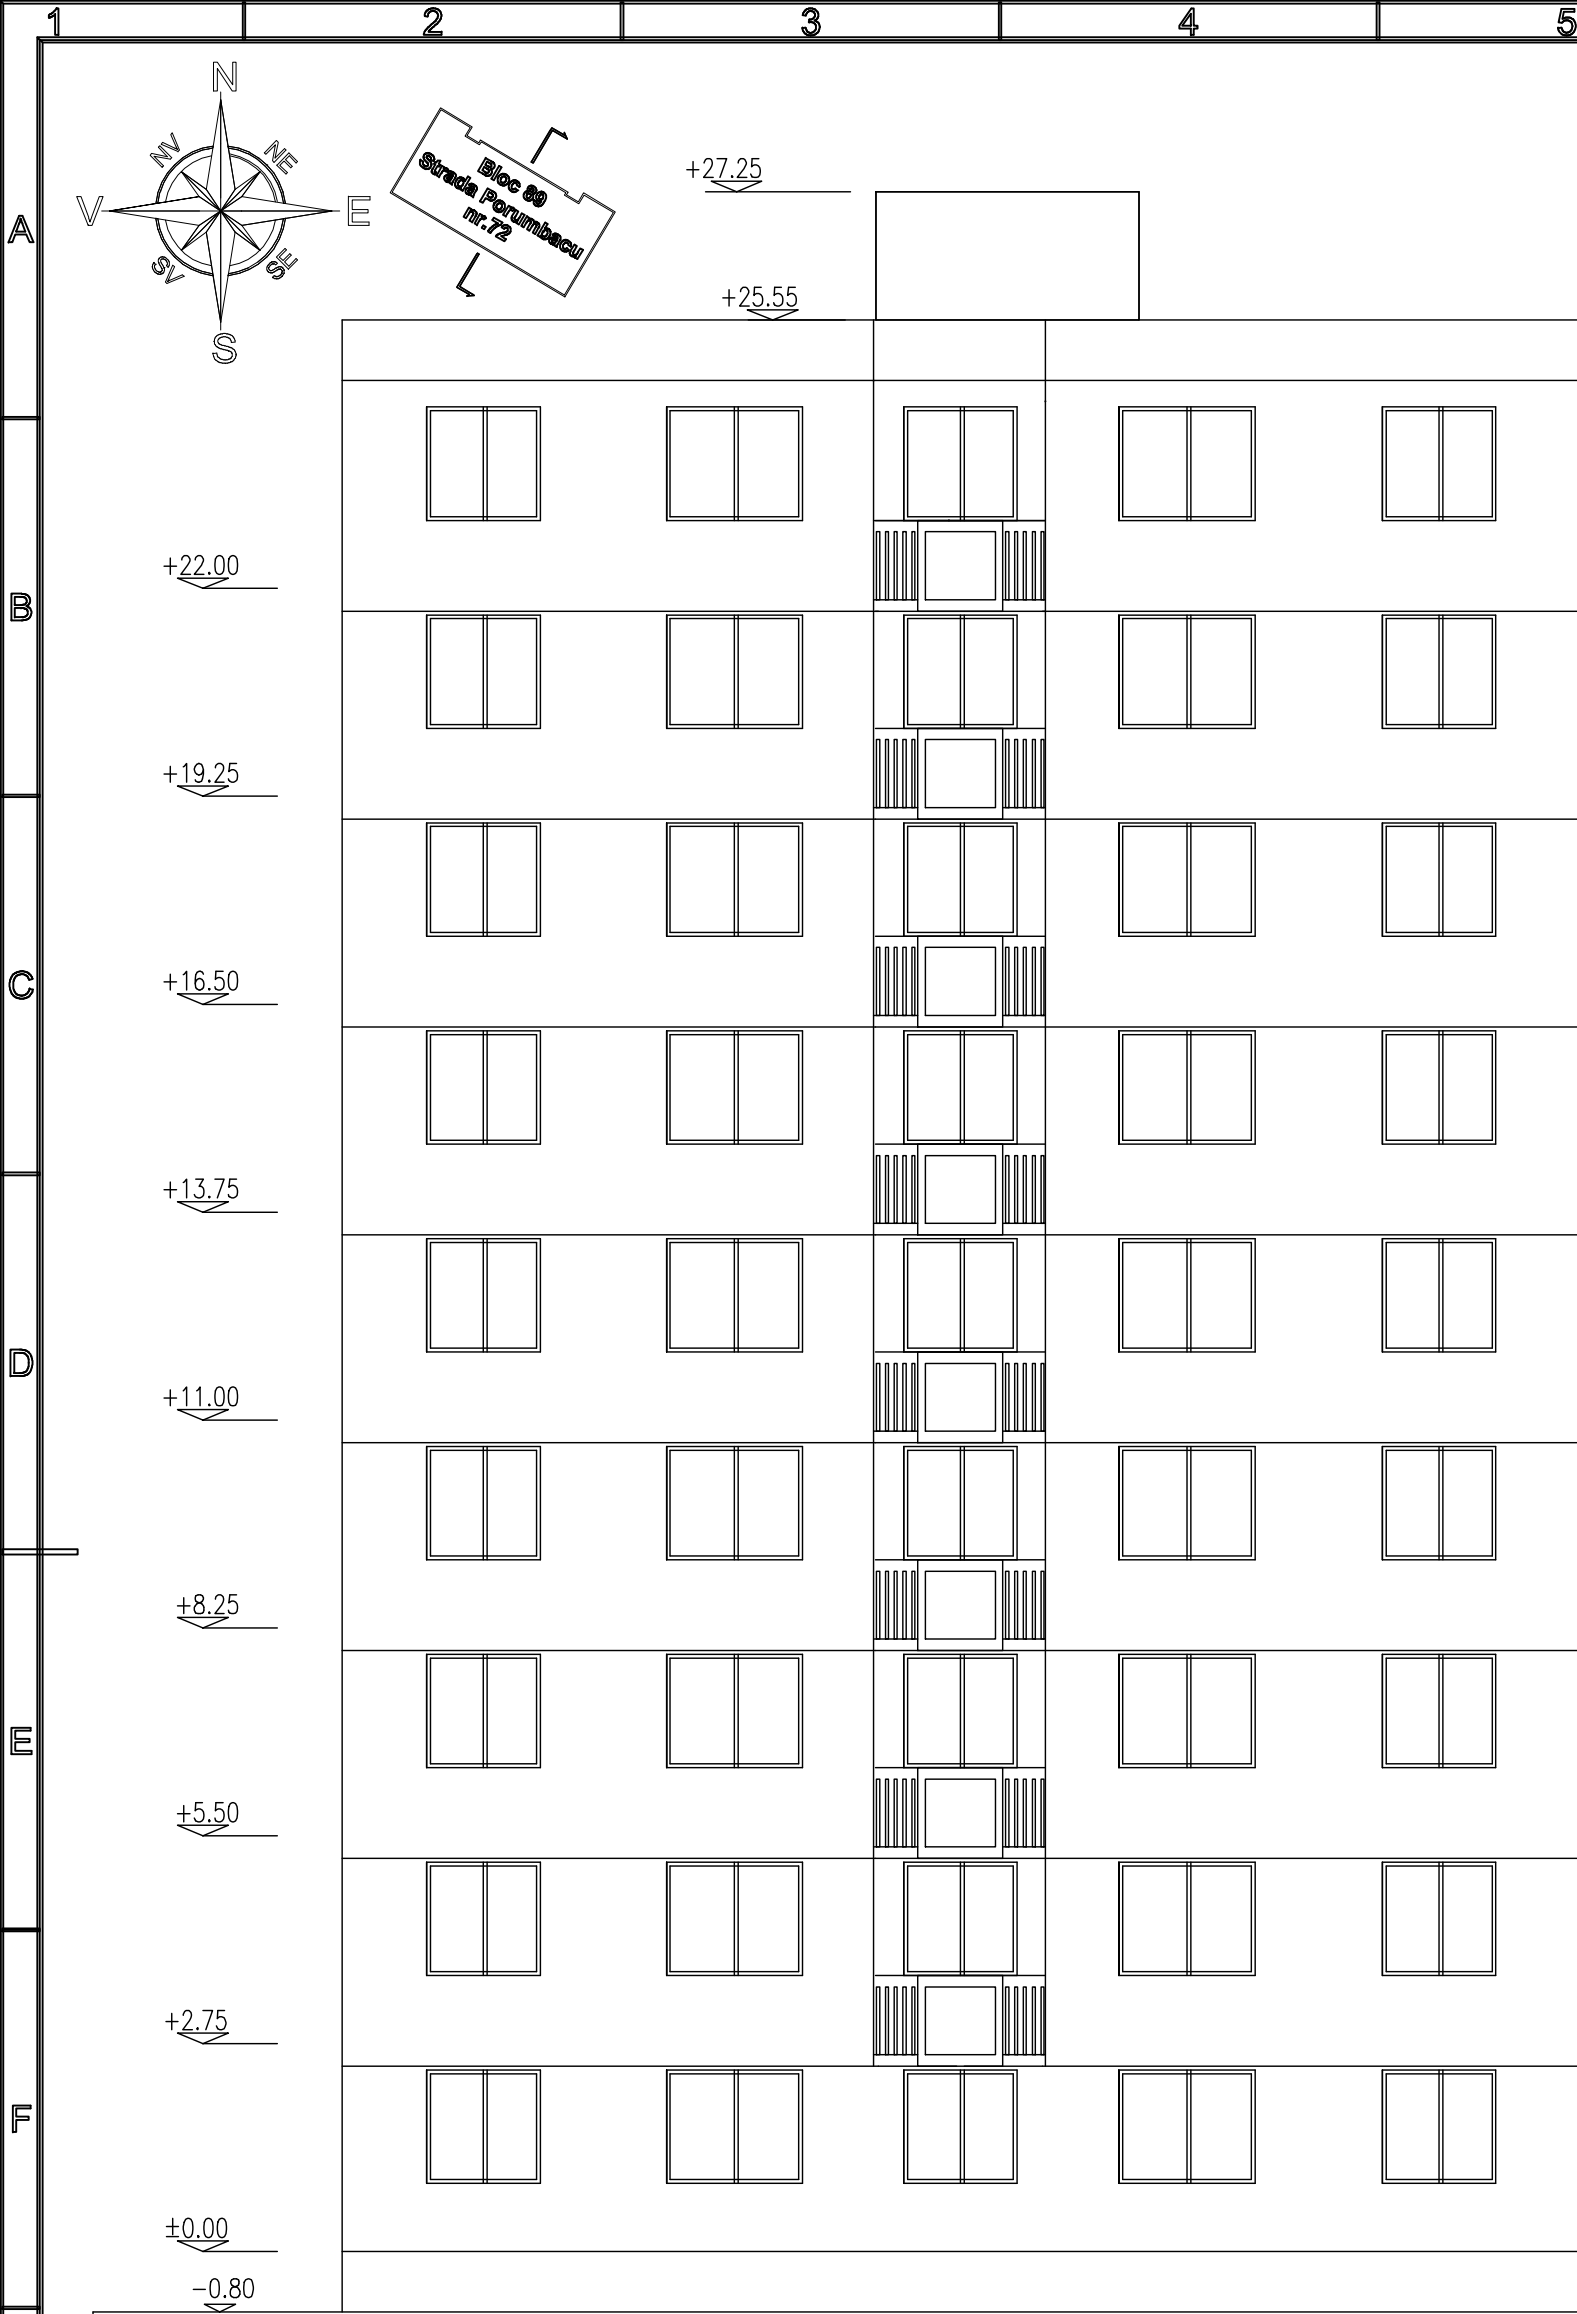 1 2 3 4 5
A
B
C
D
E
F
N
NV NE
V E
SV SE
S
Bloc 89
Strada Porumbacu
nr.72
+27.25
+25.55
+22.00
+19.25
+16.50
+13.75
+11.00
+8.25
+5.50
+2.75
±0.00
−0.80